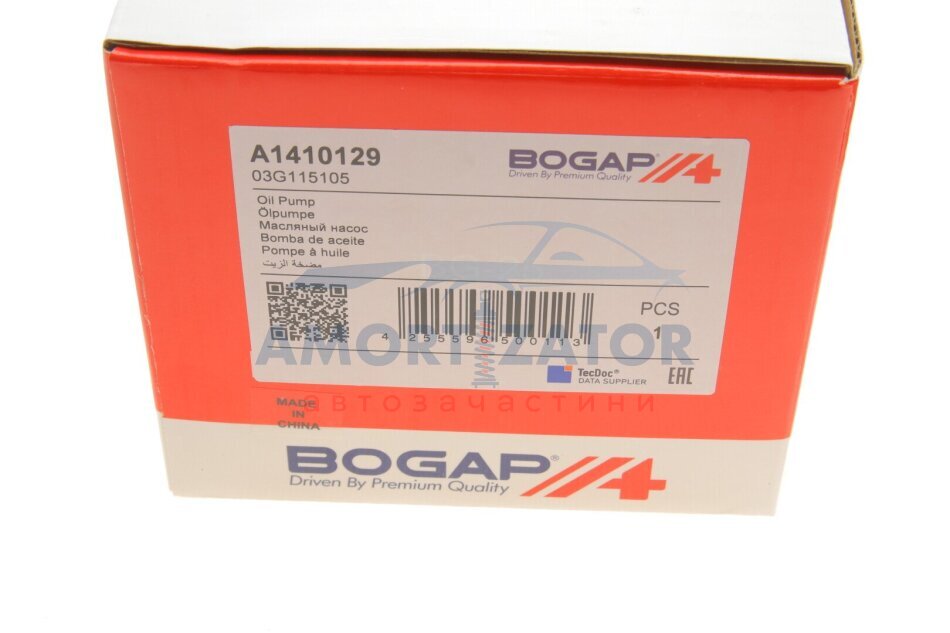 A1410129
03G115105
BOGAP®
Driven By Premium Quality
Oil Pump
Ölpumpe
Масляный насос
Bomba de aceite
Pompe à huile
مضخة الزيت
PCS
1
4 255596 500113
AMORTIZATOR
TecDoc®
DATA SUPPLIER
EAC
автозачастини
MADE
IN
CHINA
BOGAP®
Driven By Premium Quality